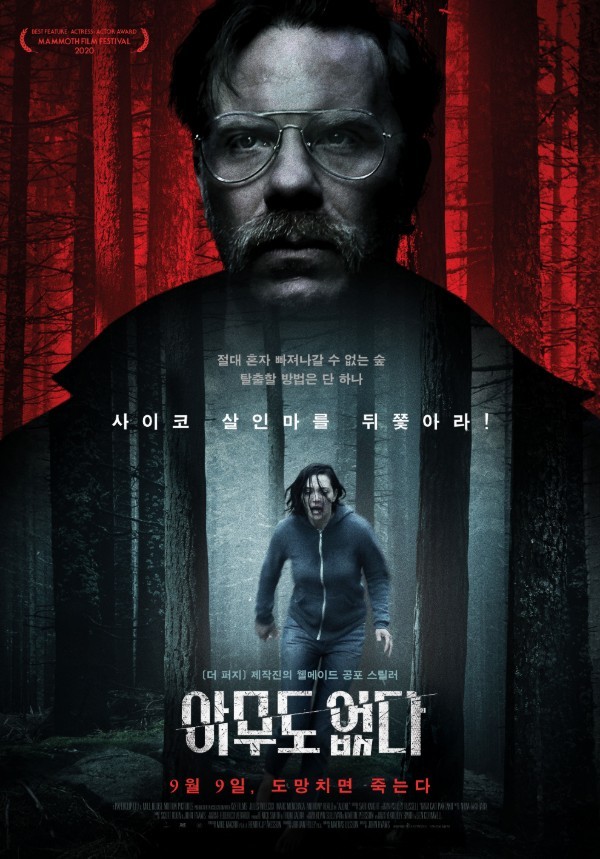 BEST FEATURE · ACTRESS · ACTOR AWARD
MAMMOTH FILM FESTIVAL
2020
절대 혼자 빠져나갈 수 없는 숲
탈출할 방법은 단 하나
사이코 살인마를 뒤쫓아라!
(더 퍼지) 제작진의 웰메이드 공포 스릴러
아무도 없다
9월 9일, 도망치면 죽는다